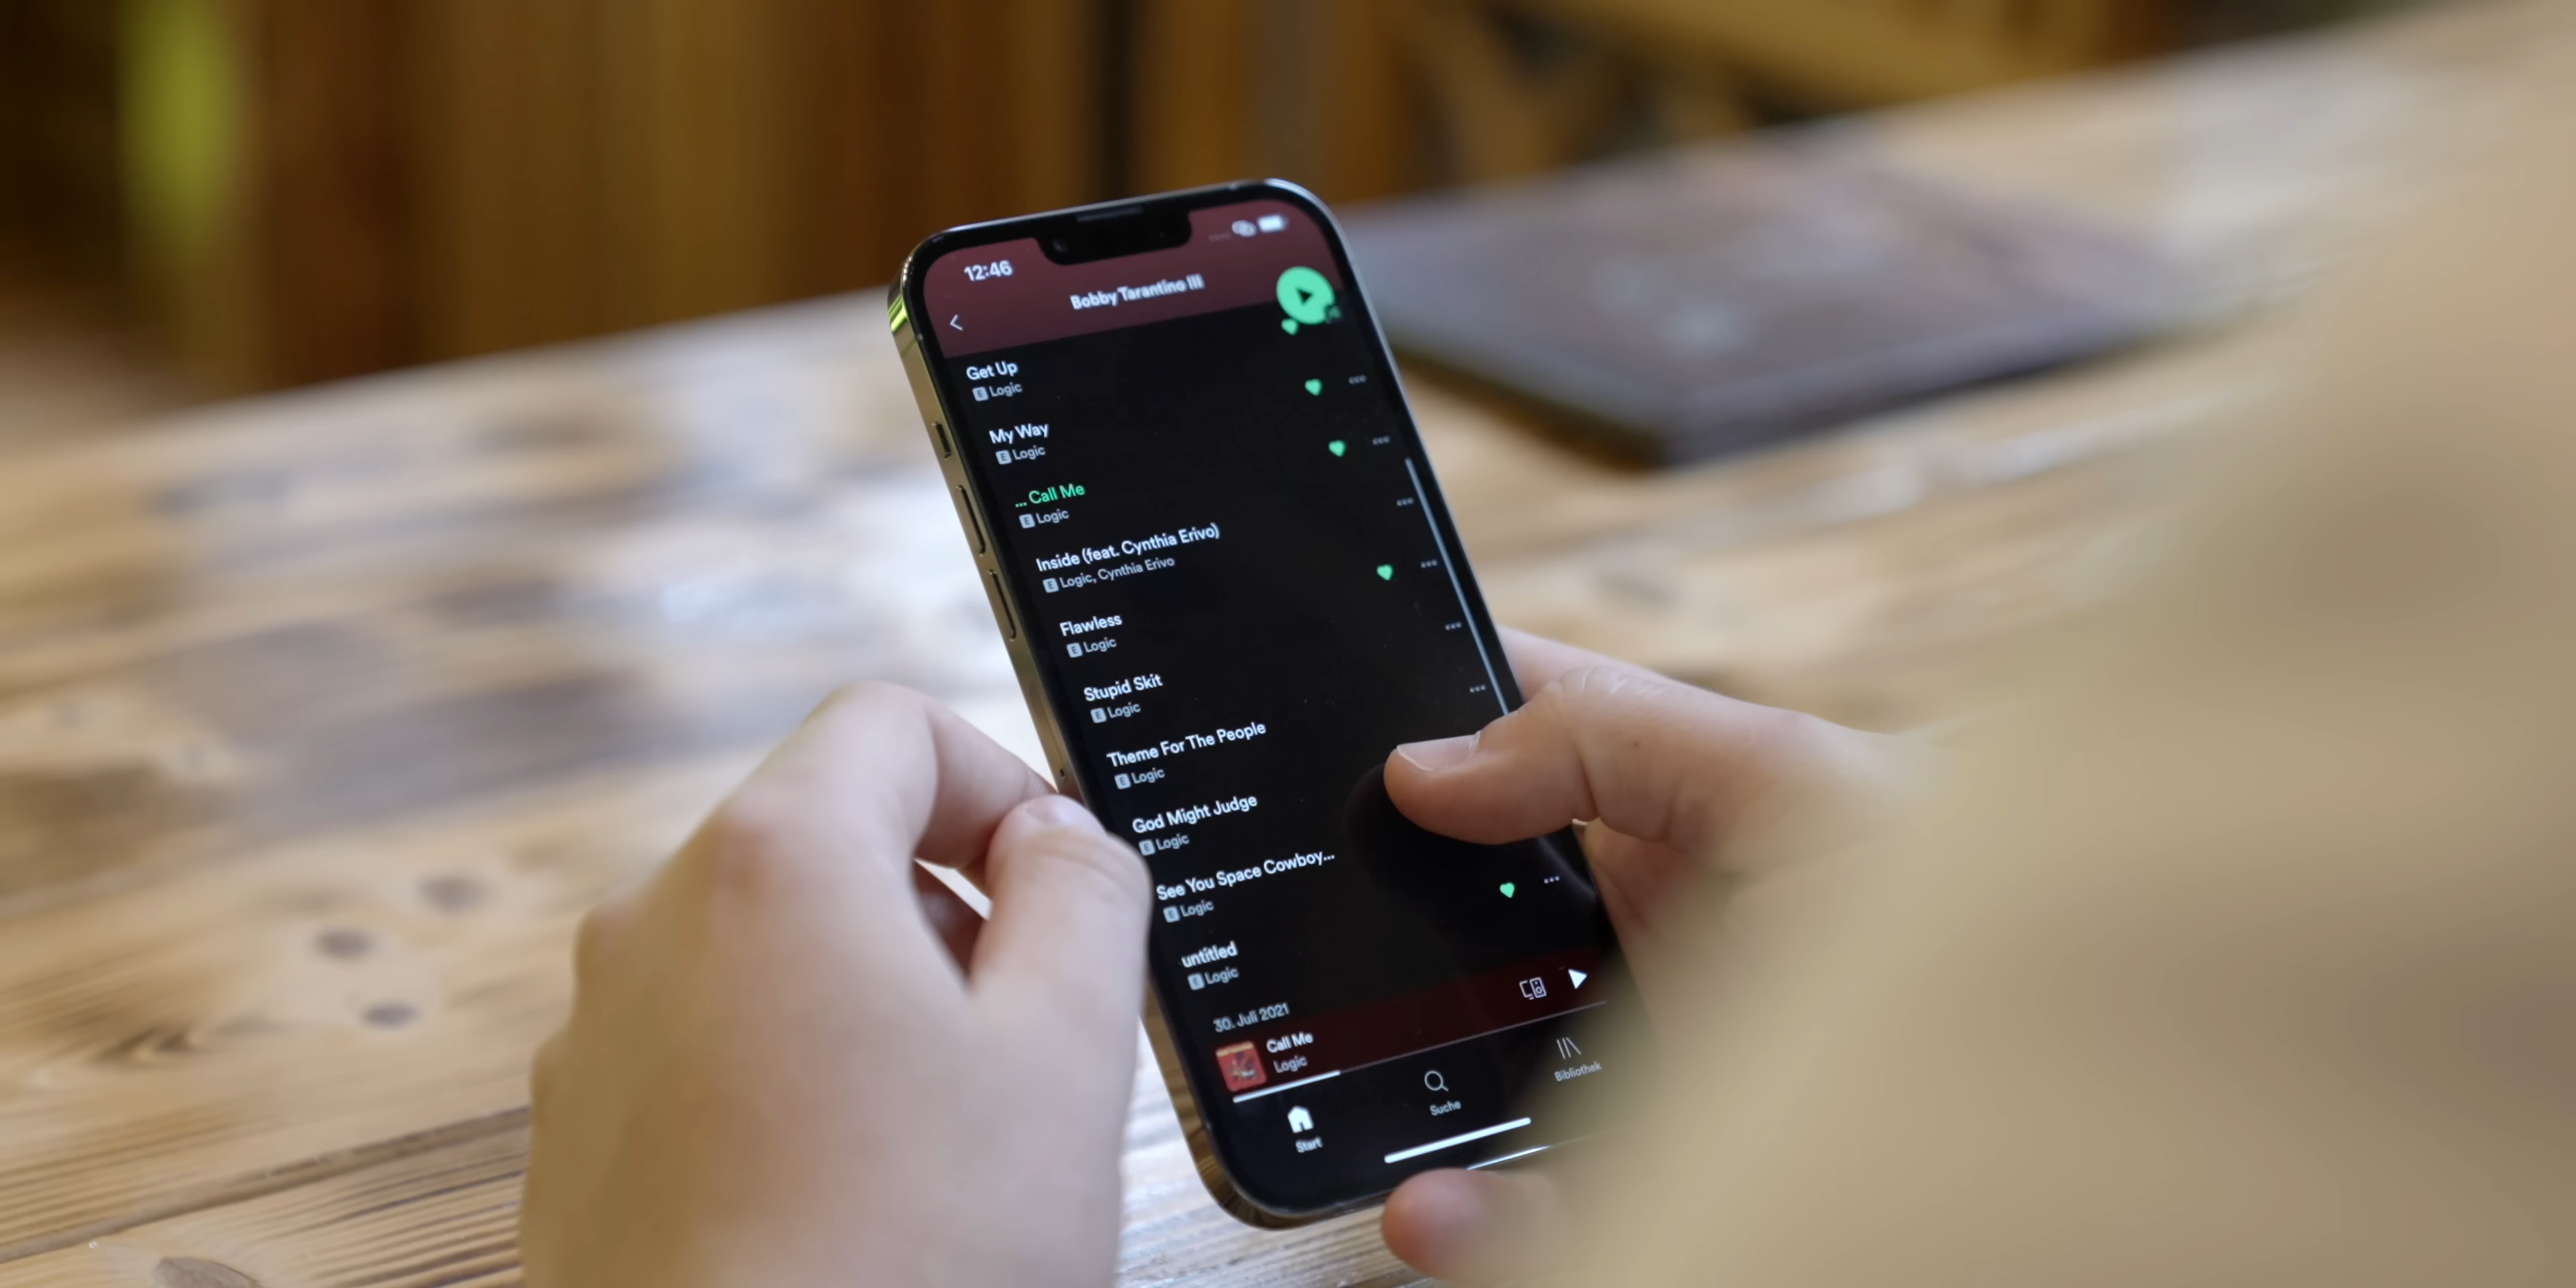 12:46
Bobby Tarantino III
Get Up
E Logic
My Way
E Logic
... Call Me
E Logic
Inside (feat. Cynthia Erivo)
E Logic, Cynthia Erivo
Flawless
E Logic
Stupid Skit
E Logic
Theme For The People
E Logic
God Might Judge
E Logic
See You Space Cowboy...
E Logic
untitled
E Logic
30. Juli 2021
Call Me
Logic
Start
Suche
Bibliothek